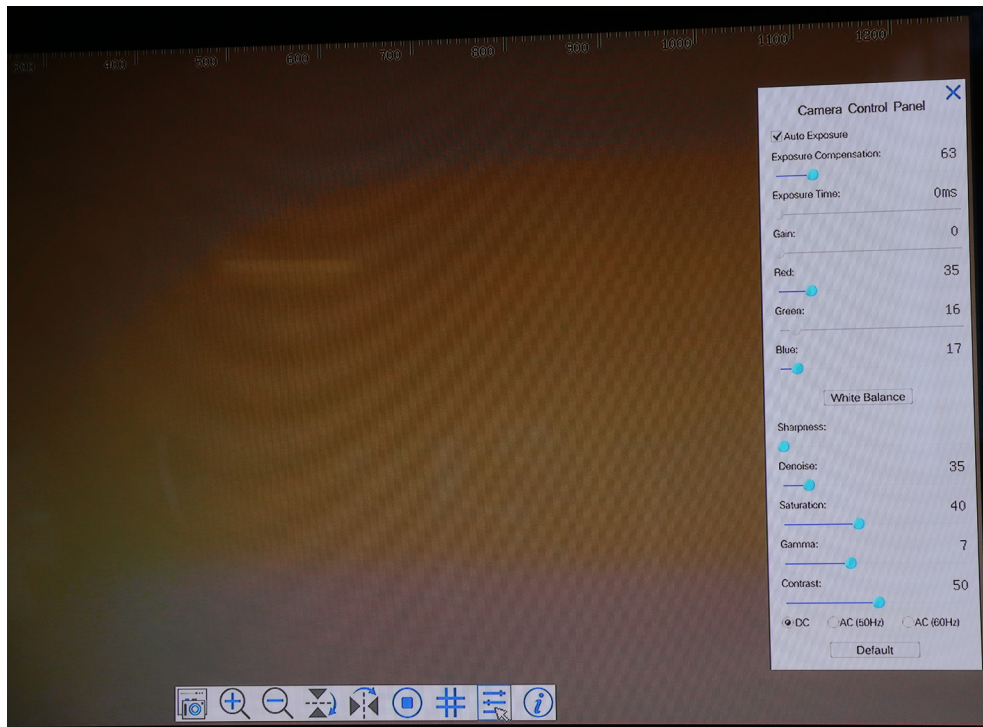 400 500 600 700 800 900 1000 1100 1200
Camera Control Panel
Auto Exposure
Exposure Compensation: 63
Exposure Time: 0ms
Gain: 0
Red: 35
Green: 16
Blue: 17
White Balance
Sharpness:
Denoise: 35
Saturation: 40
Gamma: 7
Contrast: 50
DC AC (50Hz) AC (60Hz)
Default
i